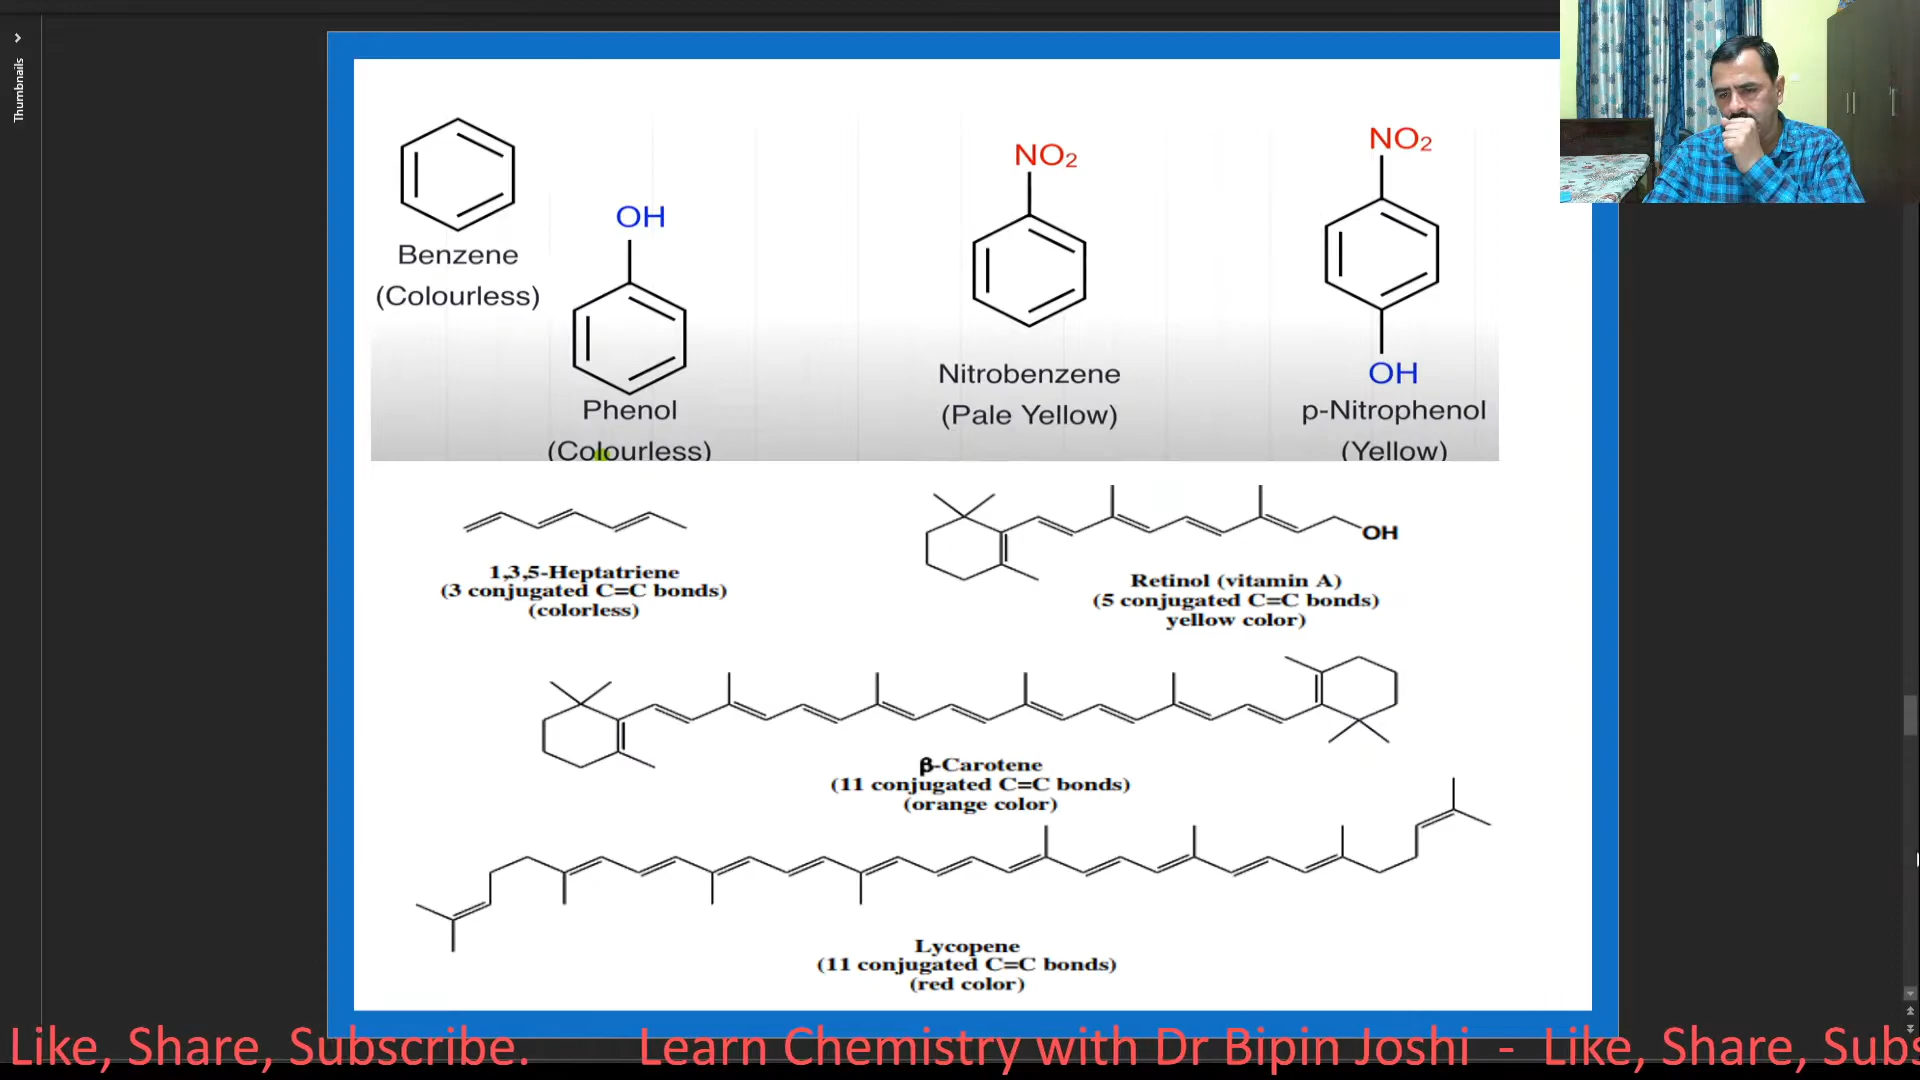 Thumbnails
Benzene
(Colourless)
OH
Phenol
(Colourless)
NO₂
Nitrobenzene
(Pale Yellow)
NO₂
OH
p-Nitrophenol
(Yellow)
1,3,5-Heptatriene
(3 conjugated C=C bonds)
(colorless)
OH
Retinol (vitamin A)
(5 conjugated C=C bonds)
yellow color)
β-Carotene
(11 conjugated C=C bonds)
(orange color)
Lycopene
(11 conjugated C=C bonds)
(red color)
Like, Share, Subscribe. Learn Chemistry with Dr Bipin Joshi - Like, Share, Subs